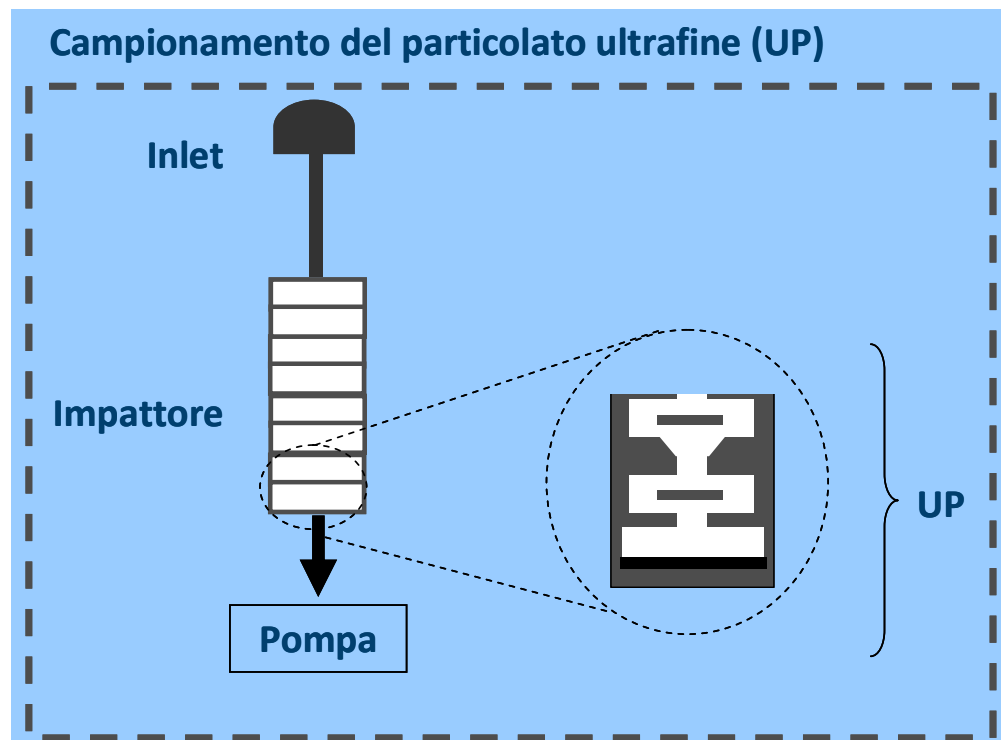 Campionamento del particolato ultrafine (UP)
Inlet
Impattore
UP
Pompa